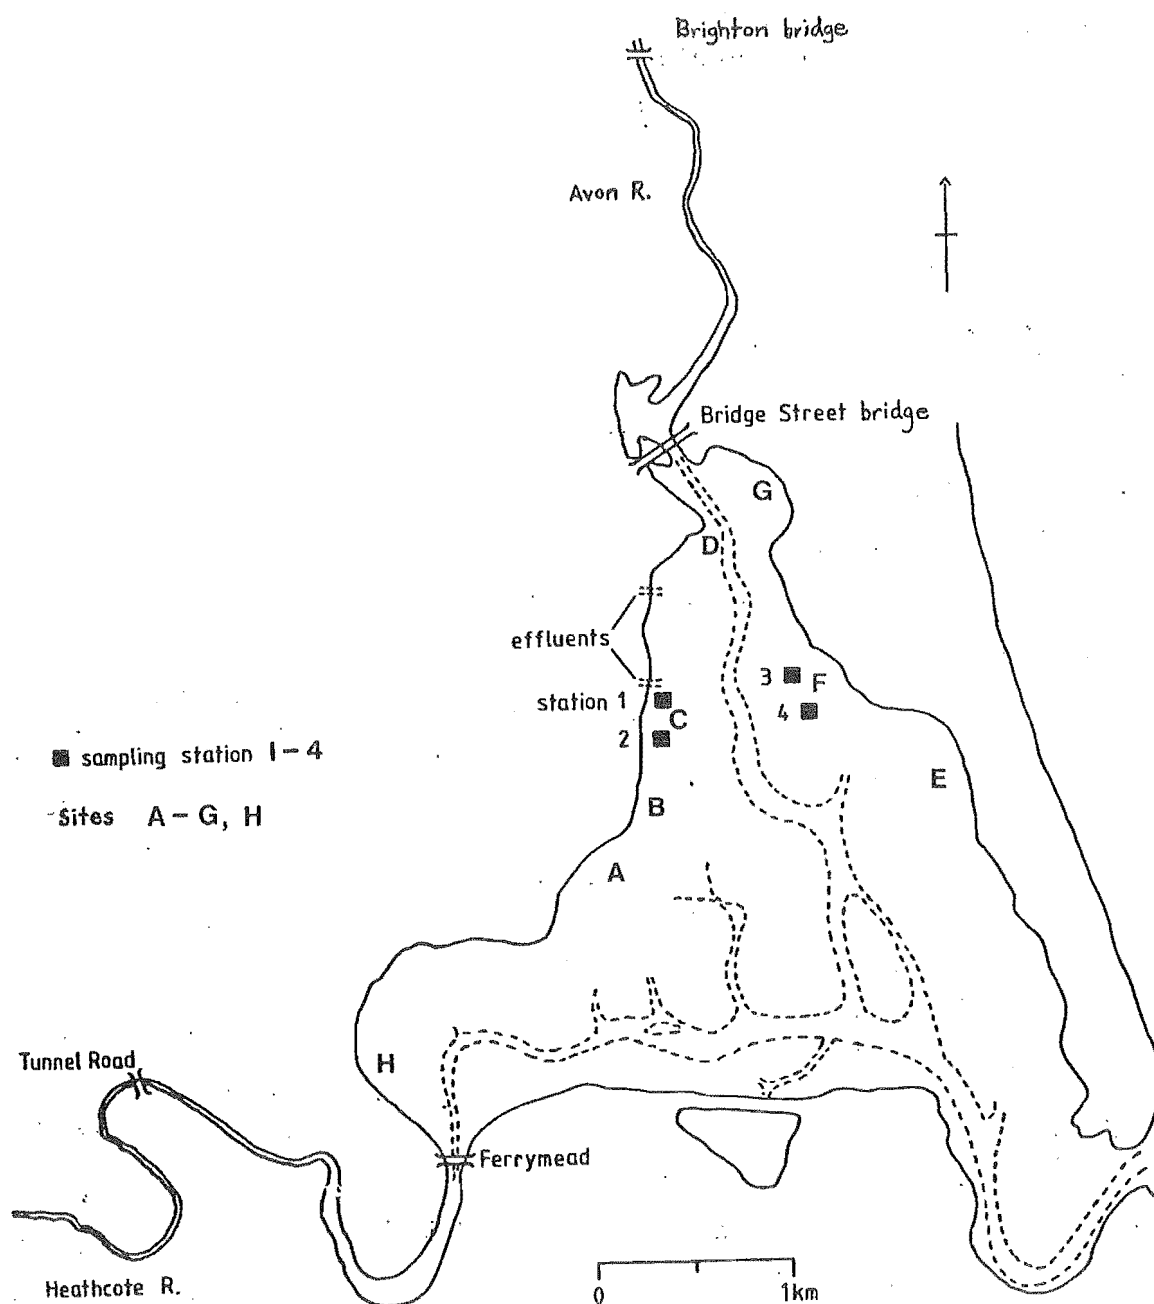 Brighton bridge
Avon R.
Bridge Street bridge
G
D
effluents
3 F
station 1
C
4
2
■ sampling station 1-4
E
B
Sites A-G, H
A
Tunnel Road
H
Ferrymead
Heathcote R.
0 1km